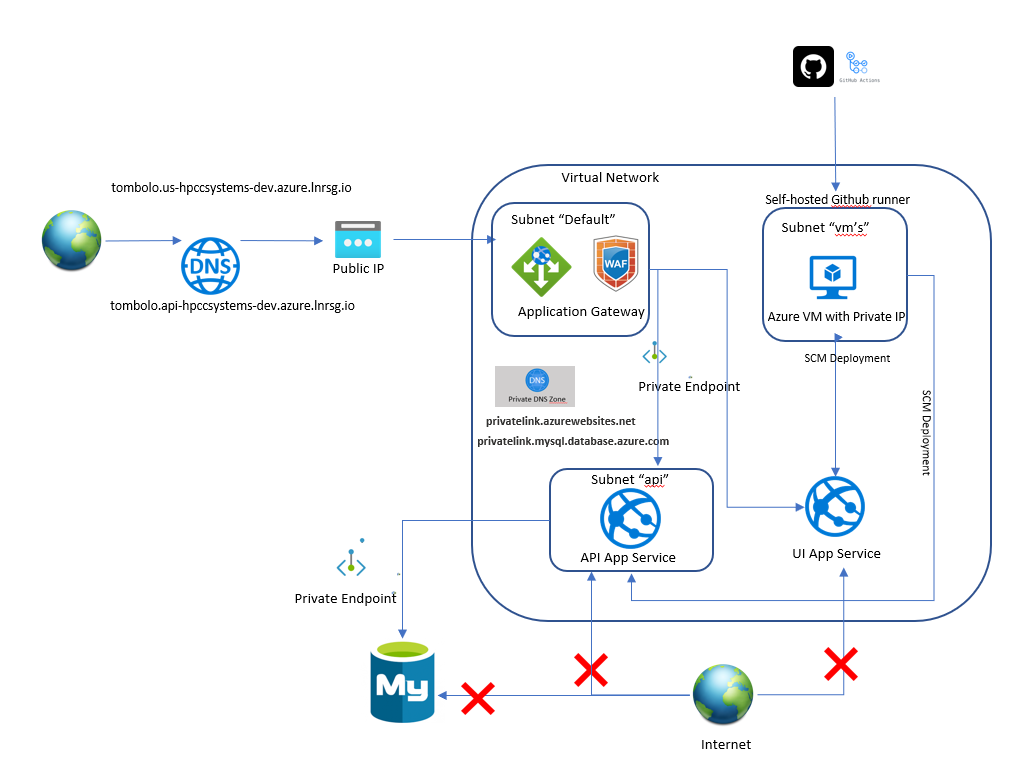 GitHub Actions
tombolo.us-hpccsystems-dev.azure.lnrsg.io
DNS
tombolo.api-hpccsystems-dev.azure.lnrsg.io
Public IP
Virtual Network
Subnet “Default”
WAF
Application Gateway
Self-hosted Github runner
Subnet “vm’s”
Azure VM with Private IP
SCM Deployment
SCM Deployment
Private Endpoint
DNS
Private DNS Zone
privatelink.azurewebsites.net
privatelink.mysql.database.azure.com
Subnet “api”
API App Service
UI App Service
Private Endpoint
My
Internet